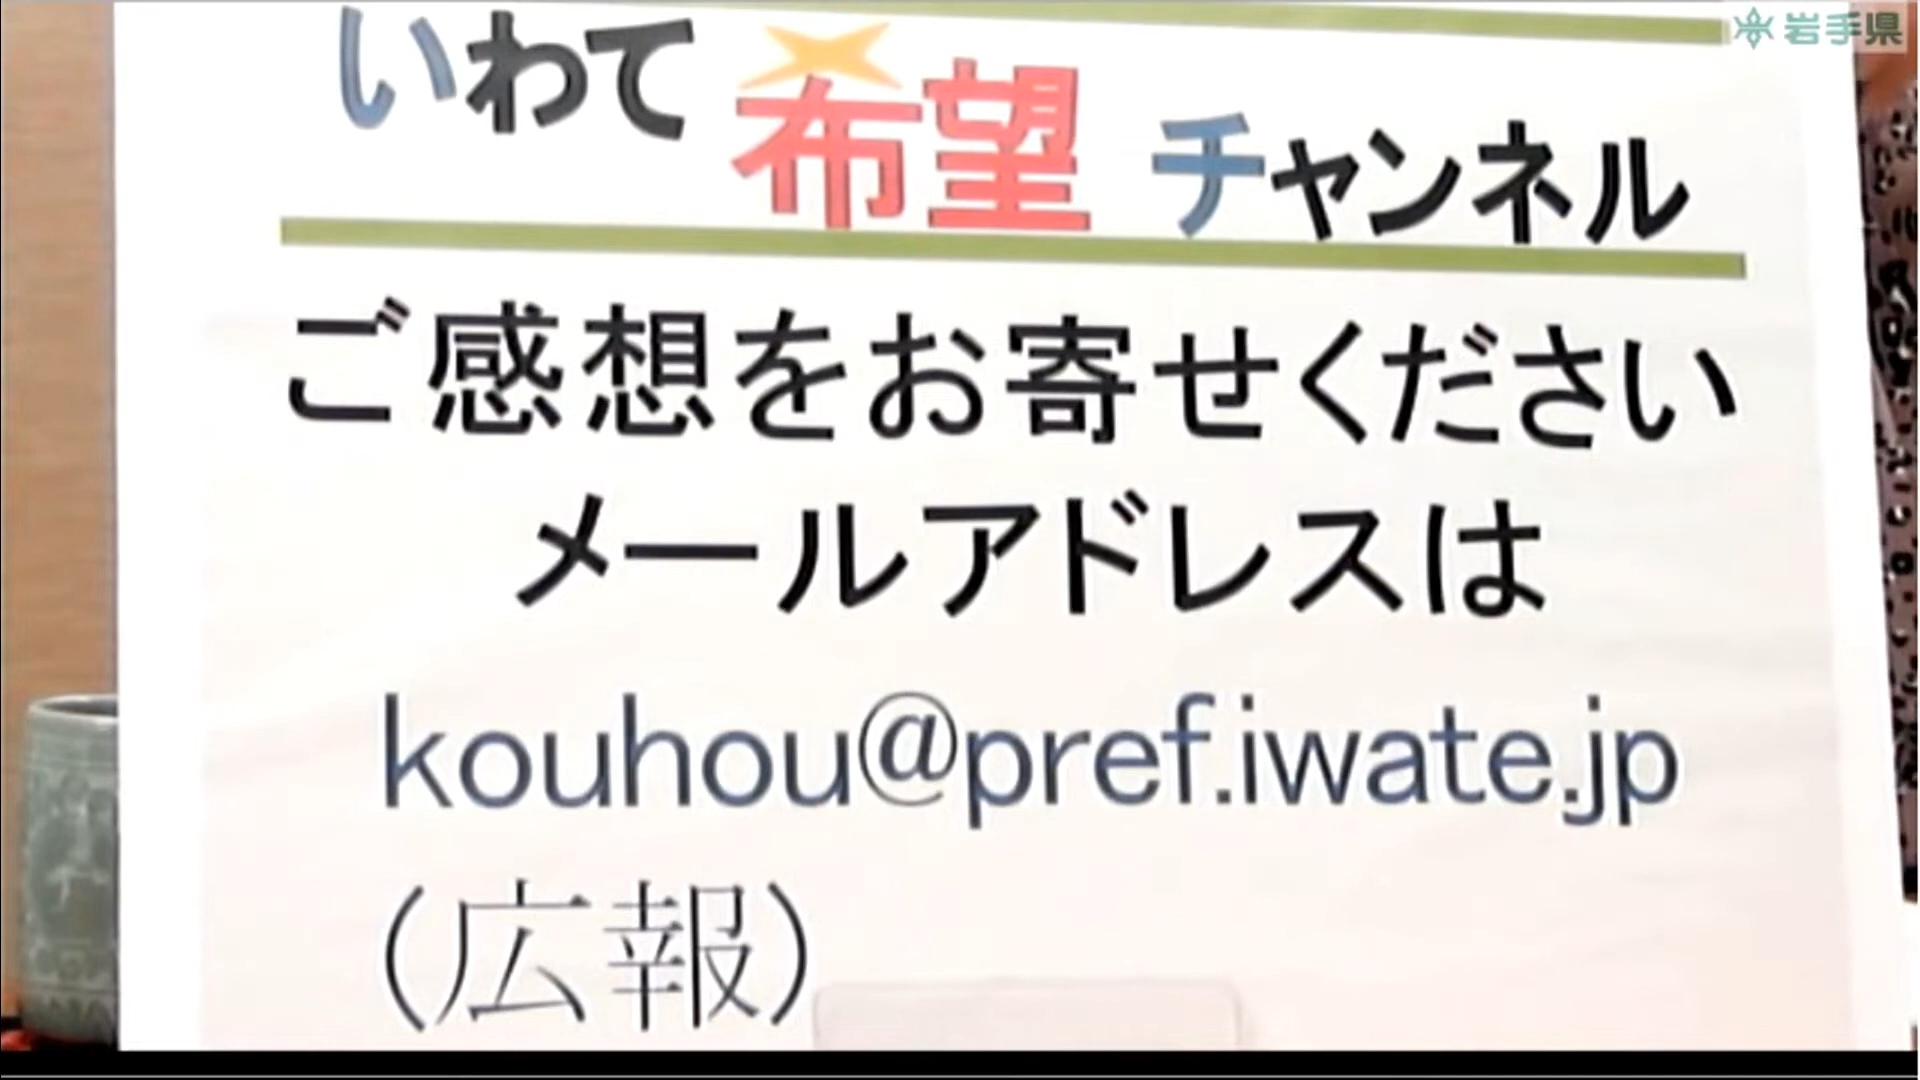 岩手県
いわて希望チャンネル
ご感想をお寄せください
メールアドレスは
kouhou@pref.iwate.jp
（広報）